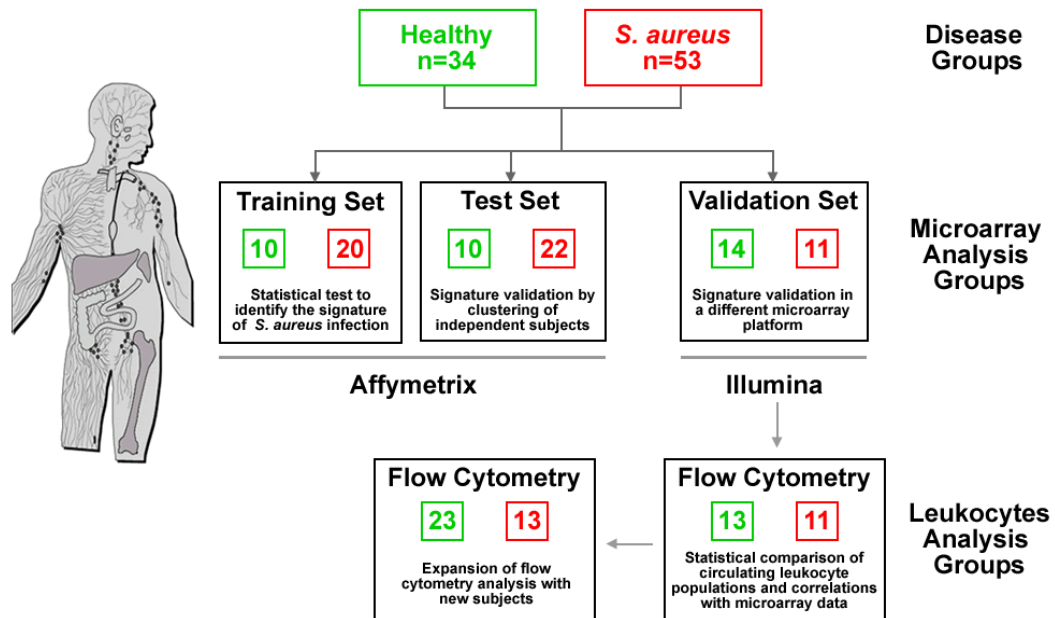 Healthy
n=34
S. aureus
n=53
Disease
Groups
Training Set
10 20
Statistical test to
identify the signature
of S. aureus infection
Test Set
10 22
Signature validation by
clustering of
independent subjects
Validation Set
14 11
Signature validation in
a different microarray
platform
Microarray
Analysis
Groups
Affymetrix
Illumina
Flow Cytometry
23 13
Expansion of flow
cytometry analysis with
new subjects
Flow Cytometry
13 11
Statistical comparison of
circulating leukocyte
populations and correlations
with microarray data
Leukocytes
Analysis
Groups